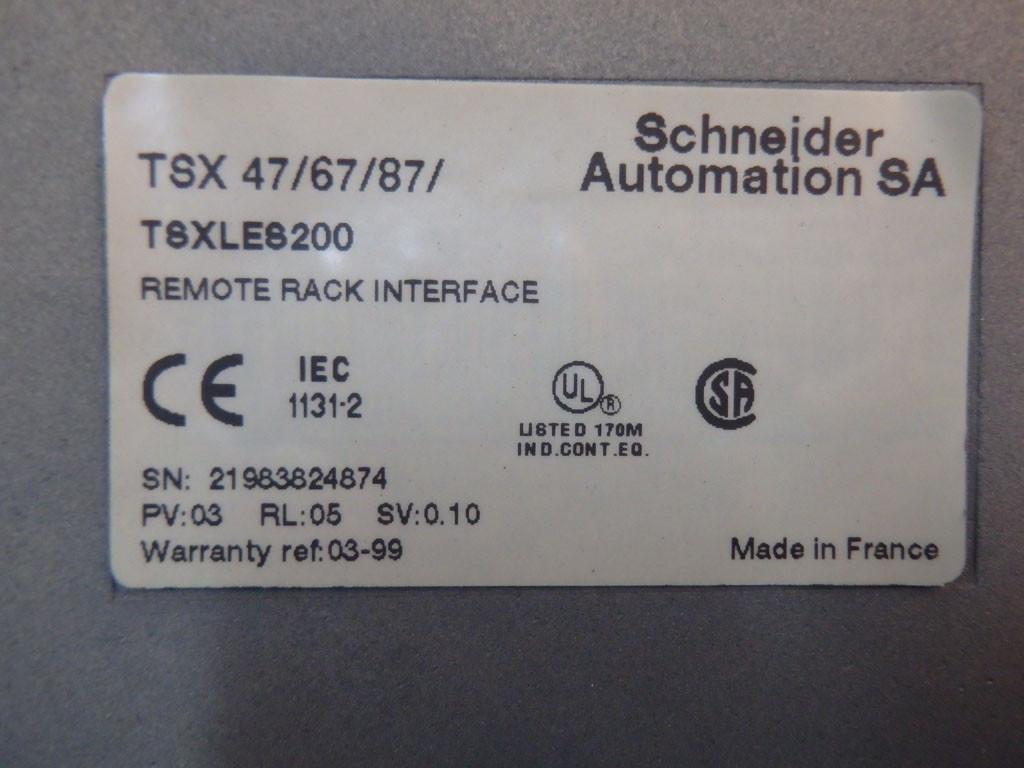 Schneider
Automation SA
TSX 47/67/87/
TSXLES200
REMOTE RACK INTERFACE
CE
IEC
1131-2
UL ®
LISTED 170M
IND.CONT.EQ.
SA
SN: 21983824874
PV:03 RL:05 SV:0.10
Warranty ref:03-99
Made in France